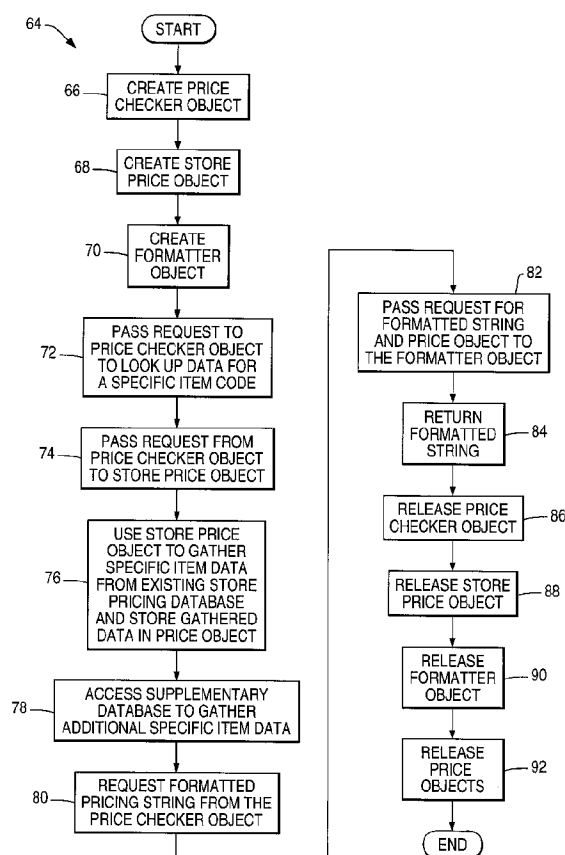 64
START
66
CREATE PRICE
CHECKER OBJECT
68
CREATE STORE
PRICE OBJECT
70
CREATE
FORMATTER
OBJECT
72
PASS REQUEST TO
PRICE CHECKER OBJECT
TO LOOK UP DATA FOR
A SPECIFIC ITEM CODE
74
PASS REQUEST FROM
PRICE CHECKER OBJECT
TO STORE PRICE OBJECT
76
USE STORE PRICE
OBJECT TO GATHER
SPECIFIC ITEM DATA
FROM EXISTING STORE
PRICING DATABASE
AND STORE GATHERED
DATA IN PRICE OBJECT
78
ACCESS SUPPLEMENTARY
DATABASE TO GATHER
ADDITIONAL SPECIFIC ITEM DATA
80
REQUEST FORMATTED
PRICING STRING FROM THE
PRICE CHECKER OBJECT
82
PASS REQUEST FOR
FORMATTED STRING
AND PRICE OBJECT TO
THE FORMATTER OBJECT
RETURN
FORMATTED
STRING
84
RELEASE PRICE
CHECKER OBJECT
86
RELEASE STORE
PRICE OBJECT
88
RELEASE
FORMATTER
OBJECT
90
RELEASE
PRICE
OBJECTS
92
END